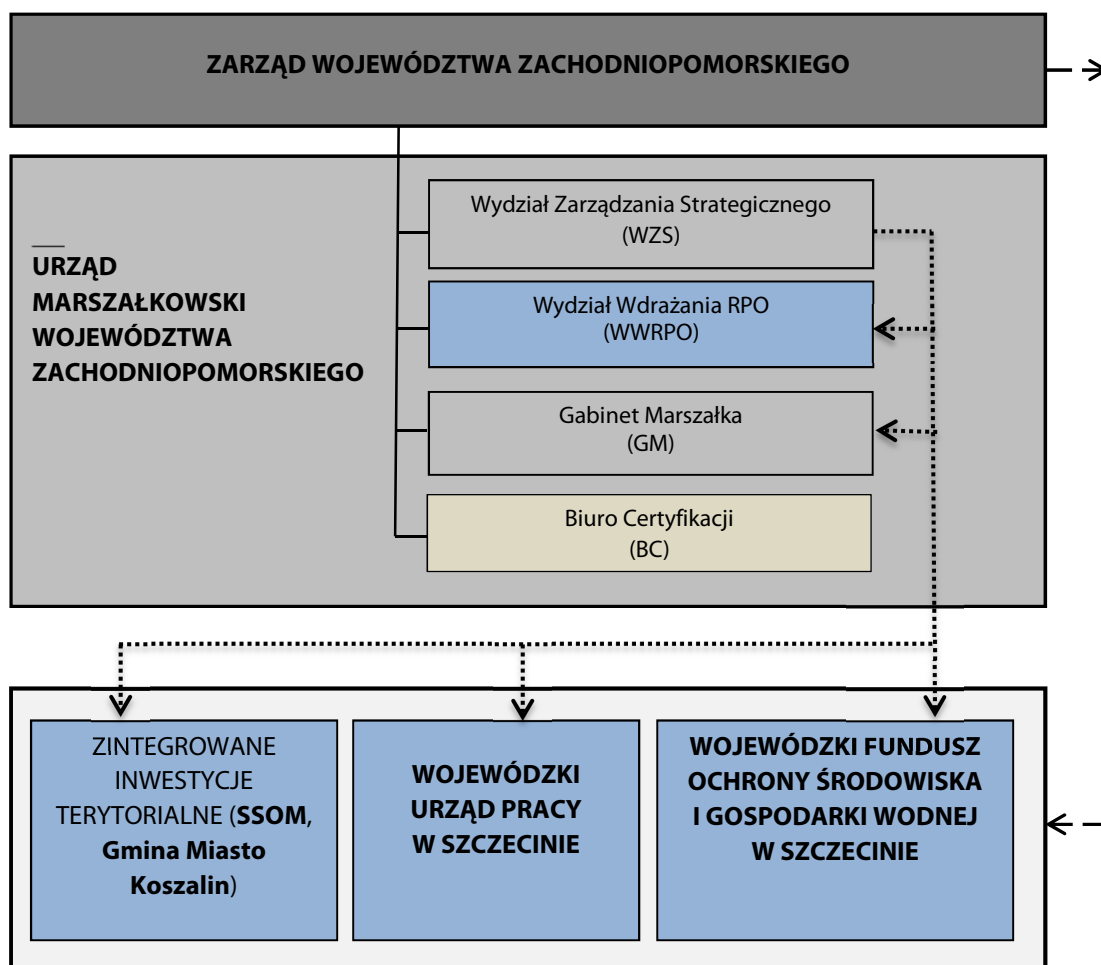 ZARZĄD WOJEWÓDZTWA ZACHODNIOPOMORSKIEGO
URZĄD
MARSZAŁKOWSKI
WOJEWÓDZTWA
ZACHODNIOPOMORSKIEGO
Wydział Zarządzania Strategicznego
(WZS)
Wydział Wdrażania RPO
(WWRPO)
Gabinet Marszałka
(GM)
Biuro Certyfikacji
(BC)
ZINTEGROWANE
INWESTYCJE
TERYTORIALNE (SSOM,
Gmina Miasto
Koszalin)
WOJEWÓDZKI
URZĄD PRACY
W SZCZECINIE
WOJEWÓDZKI FUNDUSZ
OCHRONY ŚRODOWISKA
I GOSPODARKI WODNEJ
W SZCZECINIE